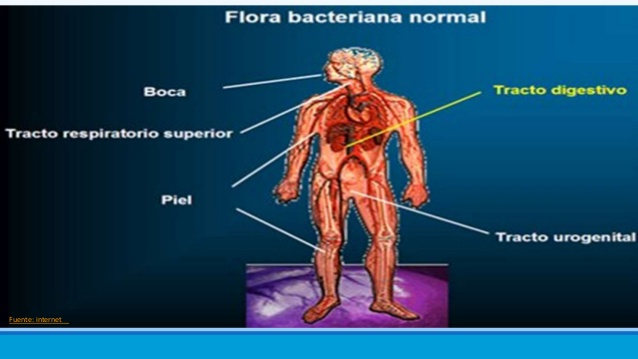 Flora bacteriana normal
Boca
Tracto digestivo
Tracto respiratorio superior
Piel
Tracto urogenital
Fuente: internet